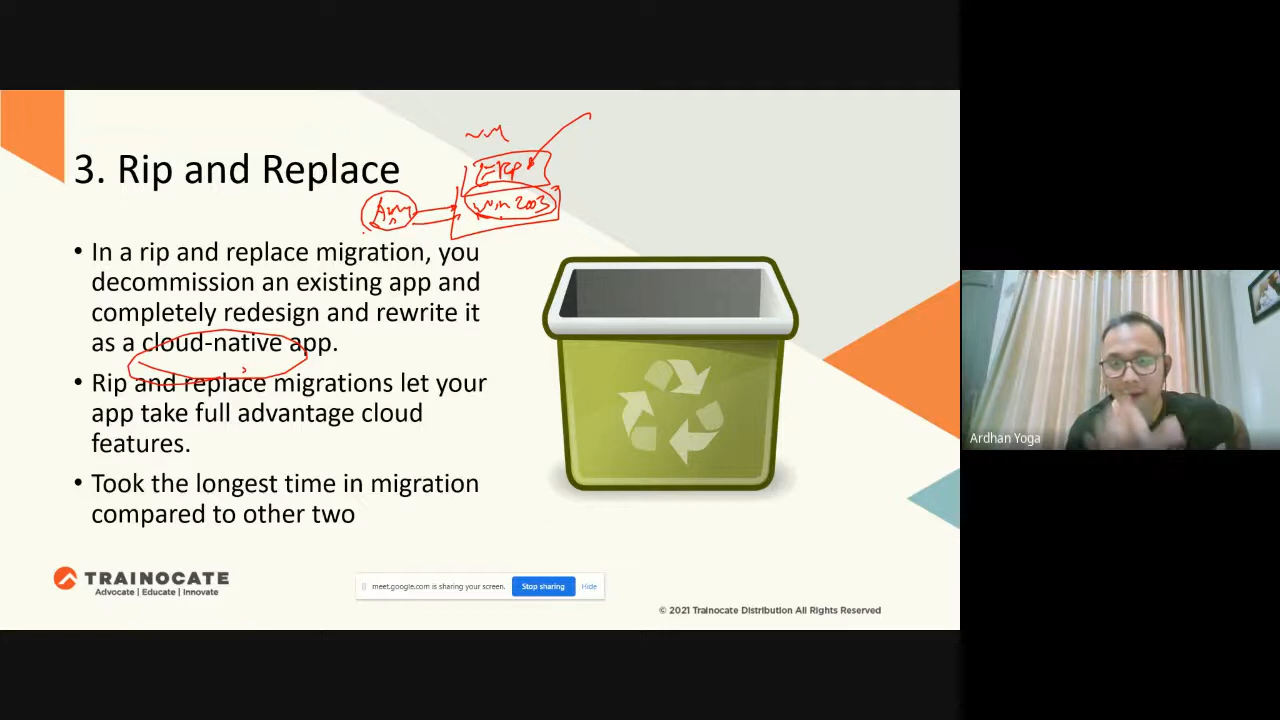 3. Rip and Replace
Erp
win 2003
• In a rip and replace migration, you
decommission an existing app and
completely redesign and rewrite it
as a cloud-native app.
• Rip and replace migrations let your
app take full advantage cloud
features.
• Took the longest time in migration
compared to other two
TRAINOCATE
Advocate | Educate | Innovate
meet.google.com is sharing your screen.
Stop sharing
Hide
© 2021 Trainocate Distribution All Rights Reserved
Ardhan Yoga